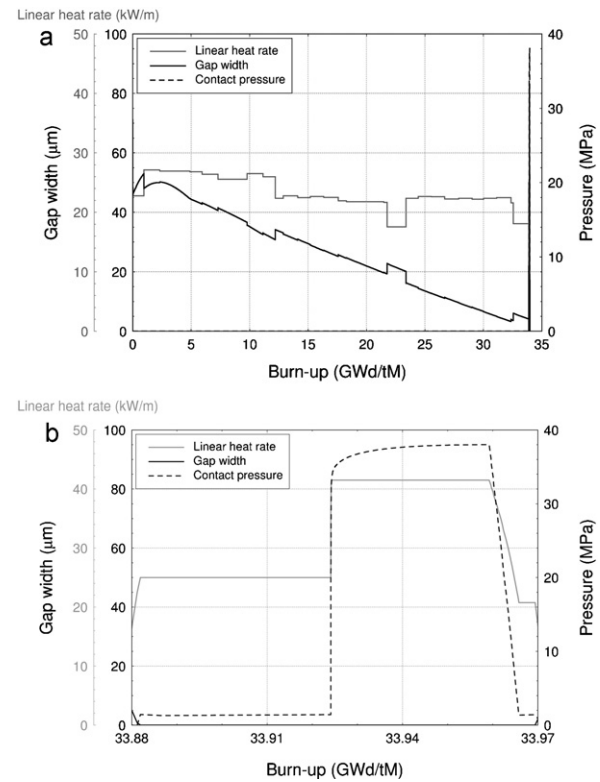 Linear heat rate (kW/m)
a
50 100 40
Linear heat rate
Gap width
Contact pressure
40 80
30
30 60
Gap width (μm)
20
Pressure (MPa)
20 40
10
10 20
0 0 0
0 5 10 15 20 25 30 35
Burn-up (GWd/tM)
Linear heat rate (kW/m)
b
50 100 40
Linear heat rate
Gap width
Contact pressure
40 80
30
30 60
Gap width (μm)
20
Pressure (MPa)
20 40
10
10 20
0 0 0
33.88 33.91 33.94 33.97
Burn-up (GWd/tM)